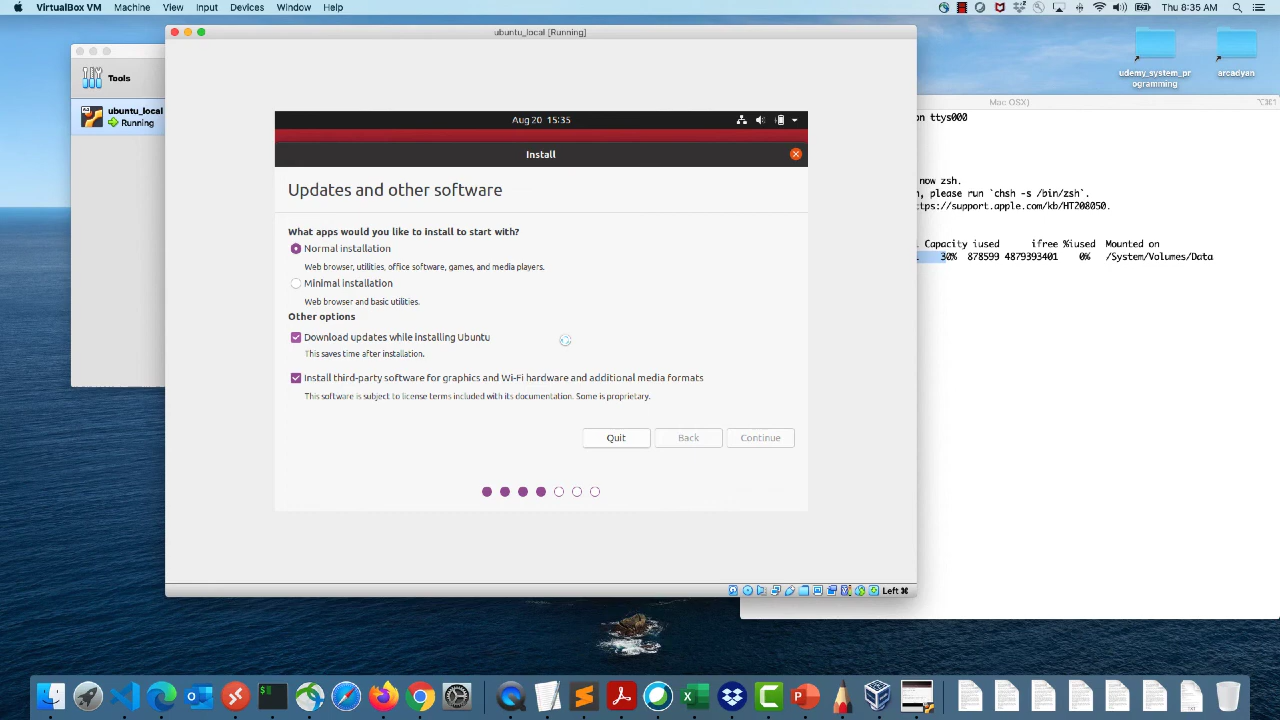 VirtualBox VM Machine View Input Devices Window Help
Thu 8:35 AM
ubuntu_local [Running]
Tools
ubuntu_local
Running
udemy_system_pr
ogramming
arcadyan
Mac OSX)
⌥⌘1
on ttys000
now zsh.
, please run `chsh -s /bin/zsh`.
ttps://support.apple.com/kb/HT208050.
Capacity iused ifree %iused Mounted on
30% 878599 4879393401 0% /System/Volumes/Data
Aug 20 15:35
Install
Updates and other software
What apps would you like to install to start with?
Normal installation
Web browser, utilities, office software, games, and media players.
Minimal installation
Web browser and basic utilities.
Other options
Download updates while installing Ubuntu
This saves time after installation.
Install third-party software for graphics and Wi-Fi hardware and additional media formats
This software is subject to license terms included with its documentation. Some is proprietary.
Quit
Back
Continue
Left ⌘